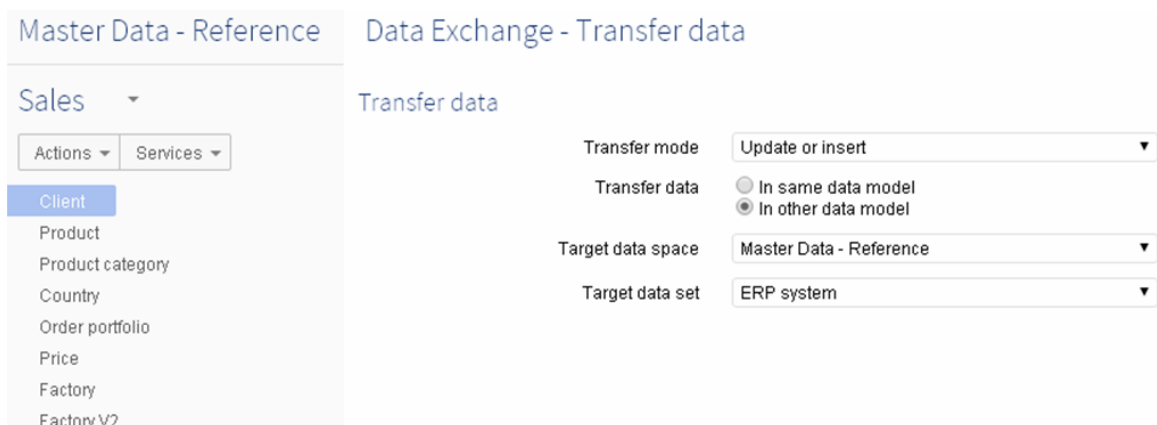 Master Data - Reference
Data Exchange - Transfer data
Sales
Actions
Services
Client
Product
Product category
Country
Order portfolio
Price
Factory
Factory V2
Transfer data
Transfer mode
Update or insert
Transfer data
In same data model
In other data model
Target data space
Master Data - Reference
Target data set
ERP system